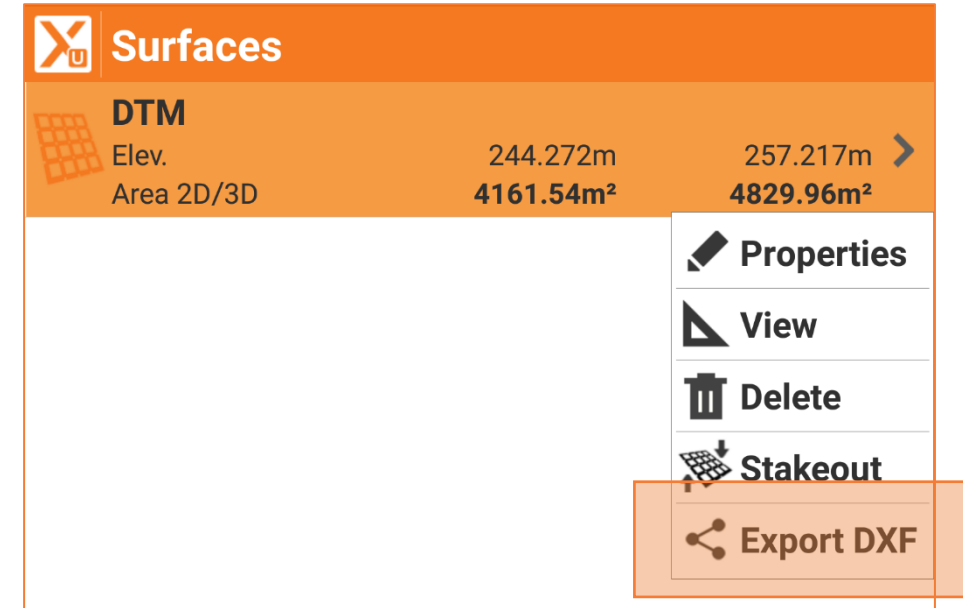 XU Surfaces
DTM
Elev. 244.272m 257.217m
Area 2D/3D 4161.54m² 4829.96m²
Properties
View
Delete
Stakeout
Export DXF